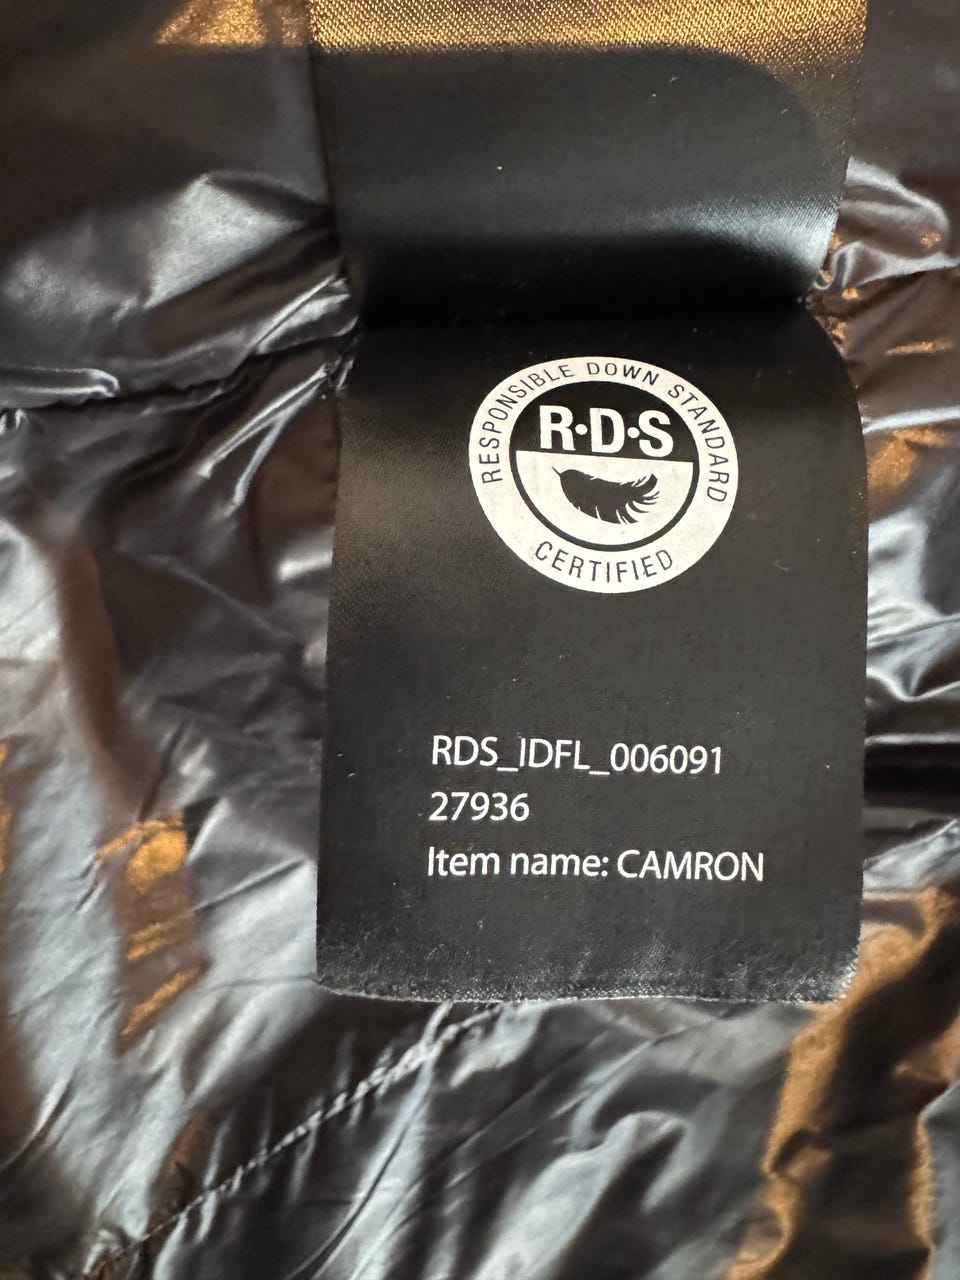 RESPONSIBLE DOWN STANDARD
R·D·S
CERTIFIED
RDS_IDFL_006091
27936
Item name: CAMRON